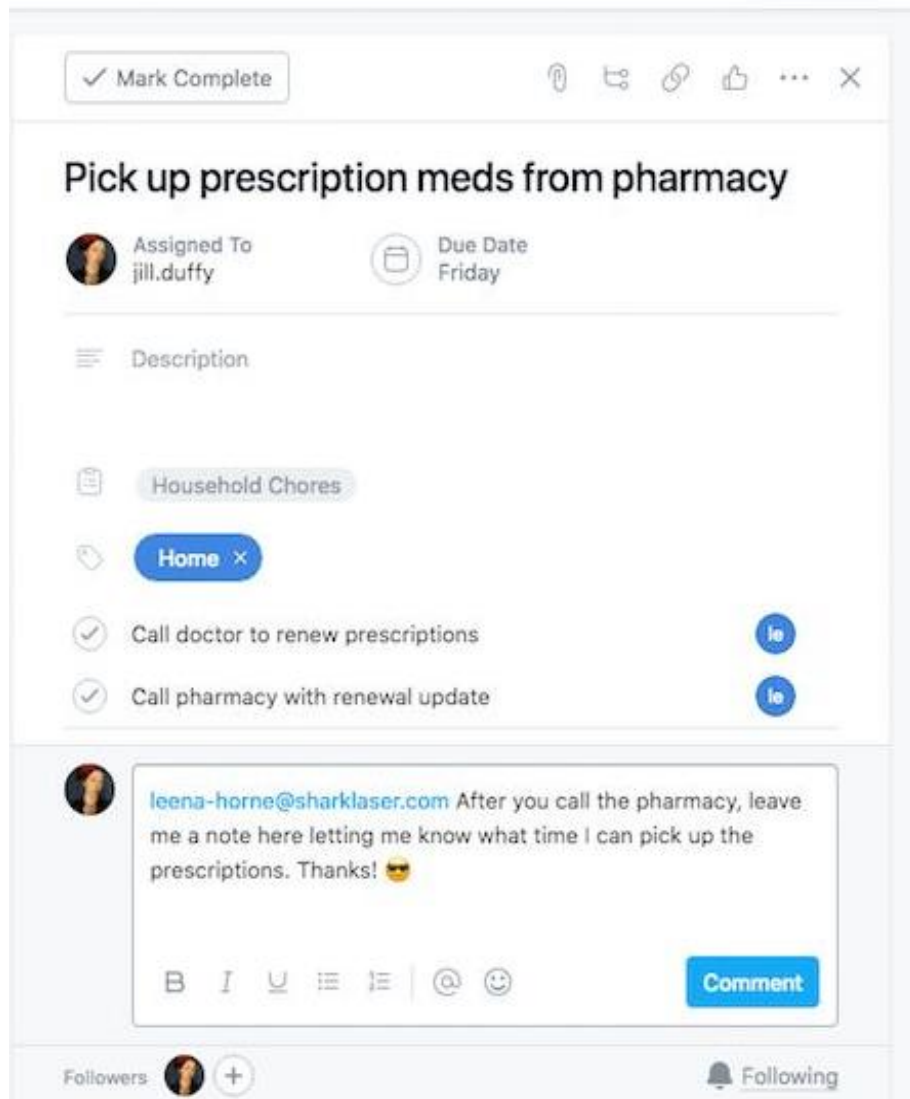 Mark Complete
Pick up prescription meds from pharmacy
Assigned To
jill.duffy
Due Date
Friday
Description
Household Chores
Home ×
Call doctor to renew prescriptions
le
Call pharmacy with renewal update
le
leena-horne@sharklaser.com After you call the pharmacy, leave
me a note here letting me know what time I can pick up the
prescriptions. Thanks! 😎
B I U @
Comment
Followers
Following